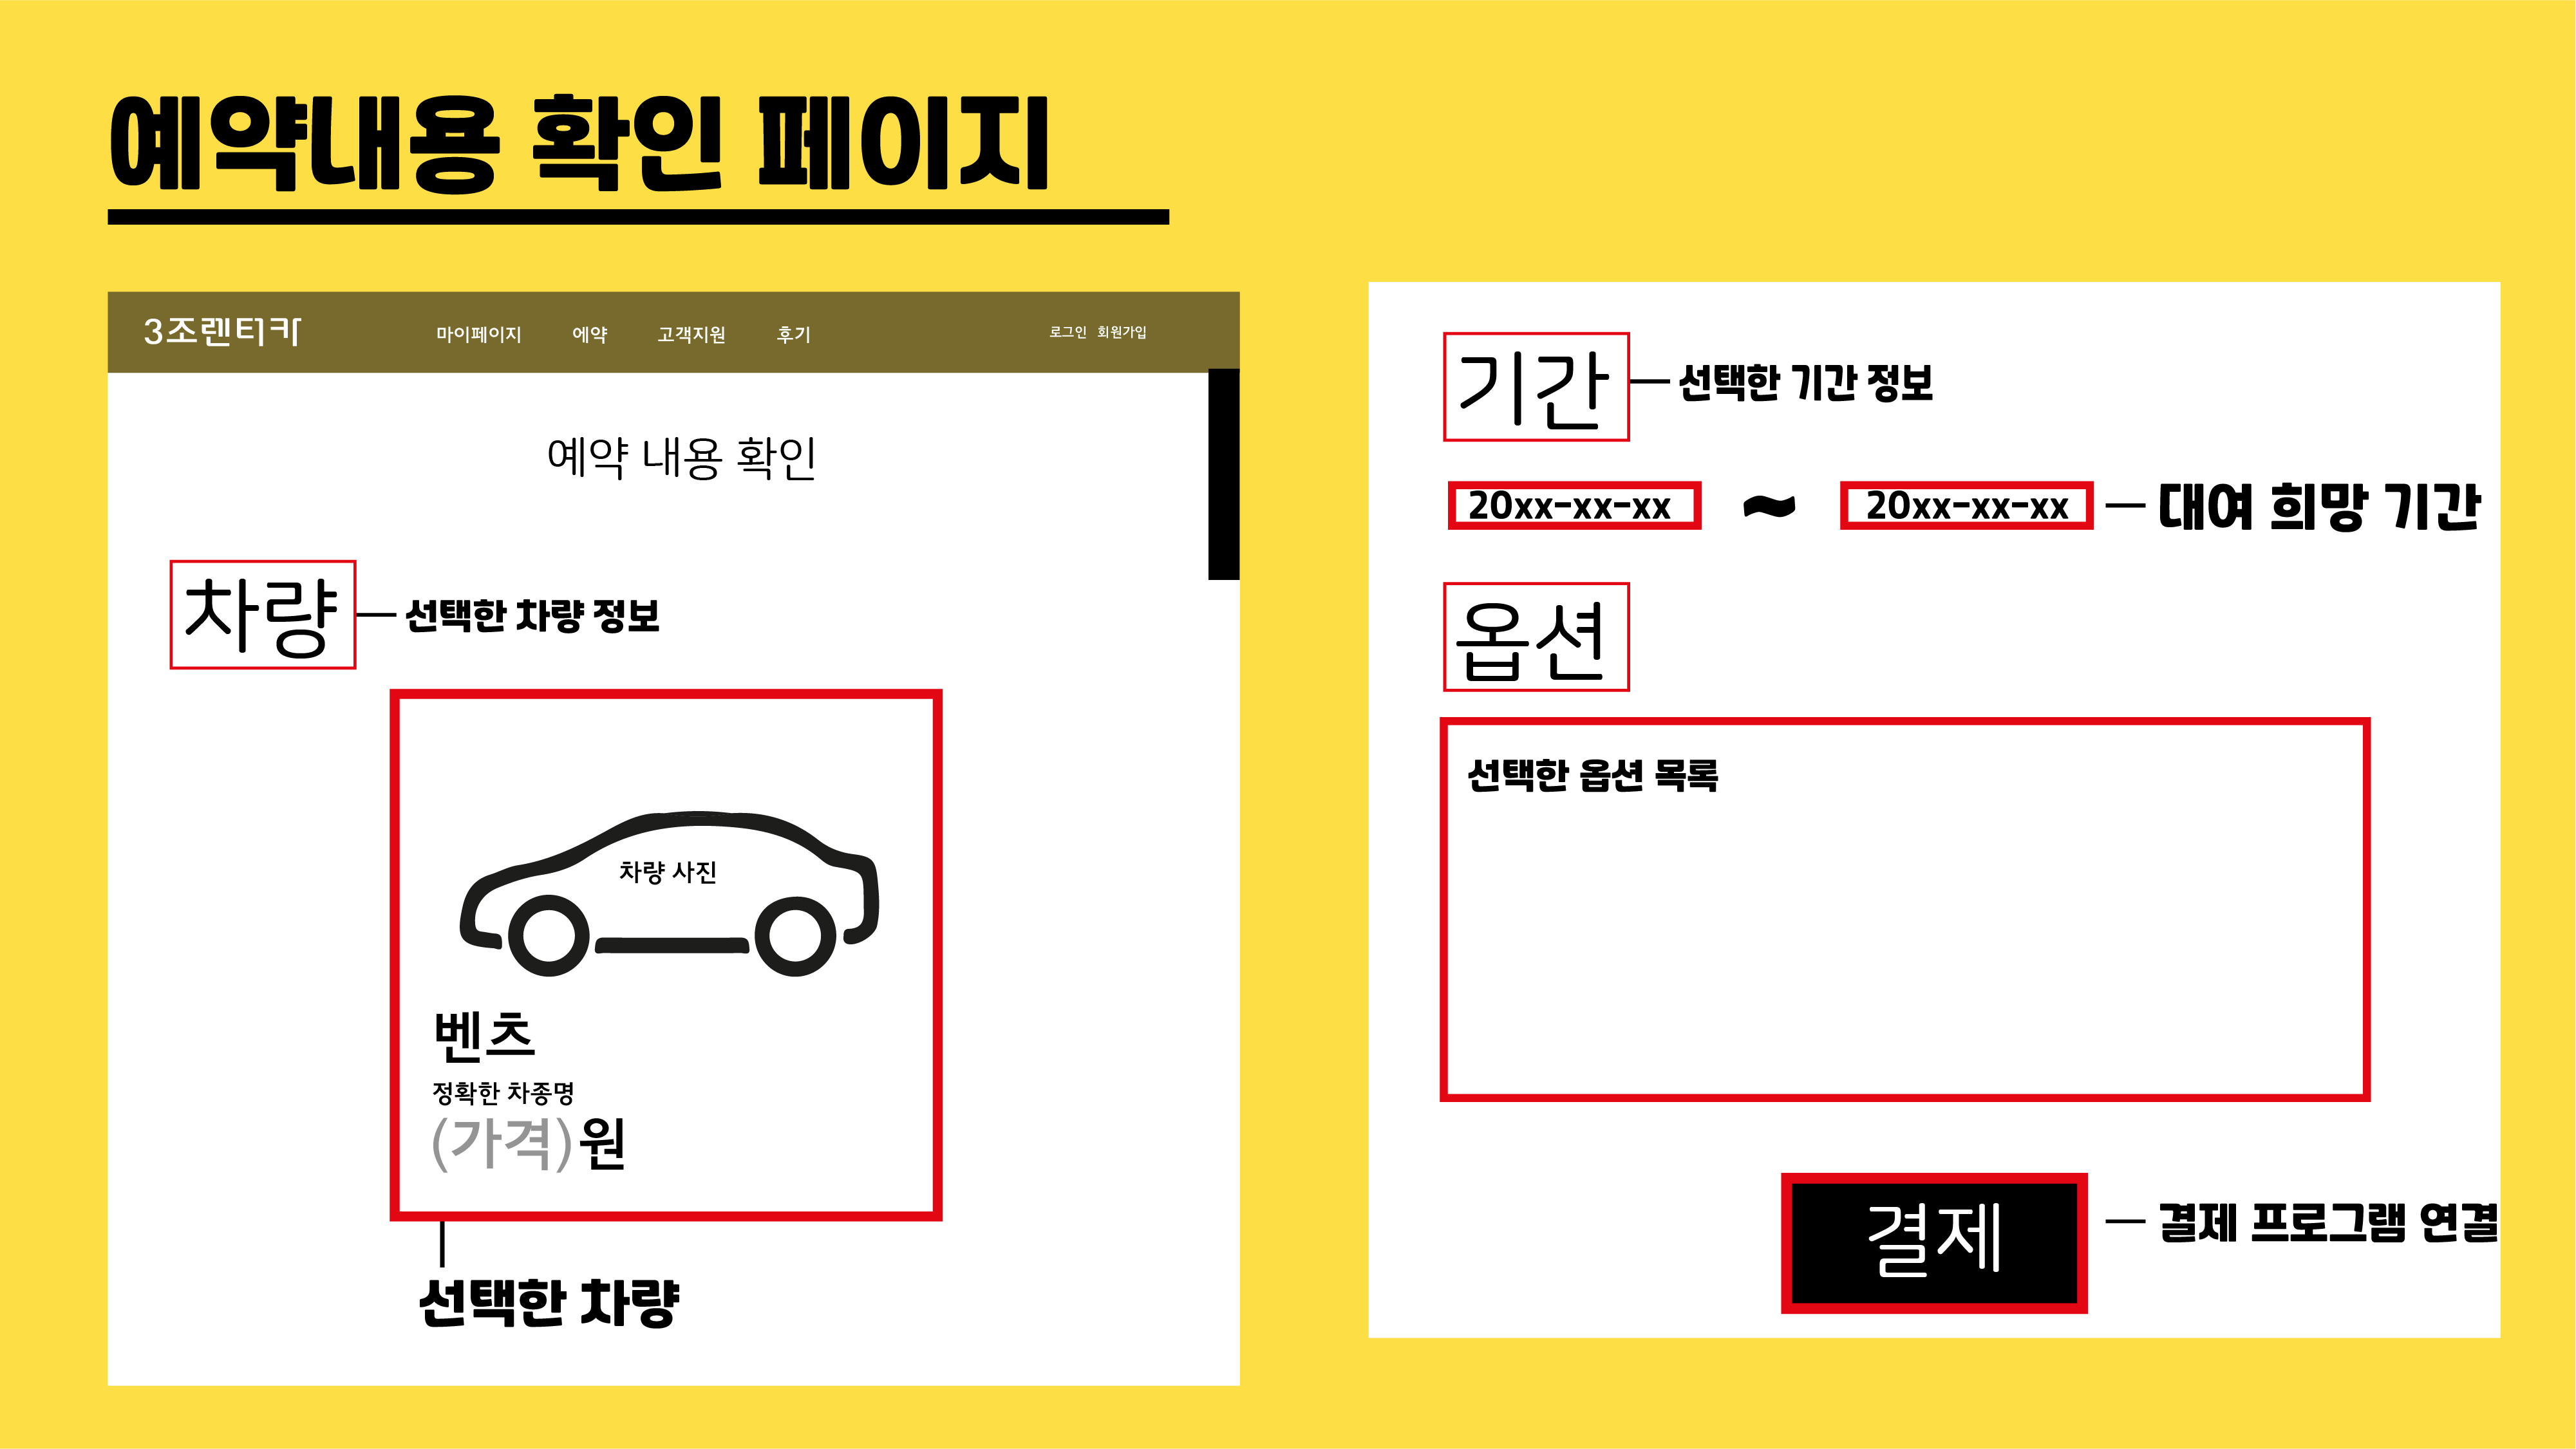 예약내용 확인 페이지
3조렌터카 마이페이지 예약 고객지원 후기 로그인 회원가입
예약 내용 확인
차량 선택한 차량 정보
차량 사진
벤츠
정확한 차종명
(가격)원
선택한 차량
기간 선택한 기간 정보
20xx-xx-xx ~ 20xx-xx-xx 대여 희망 기간
옵션
선택한 옵션 목록
결제 결제 프로그램 연결